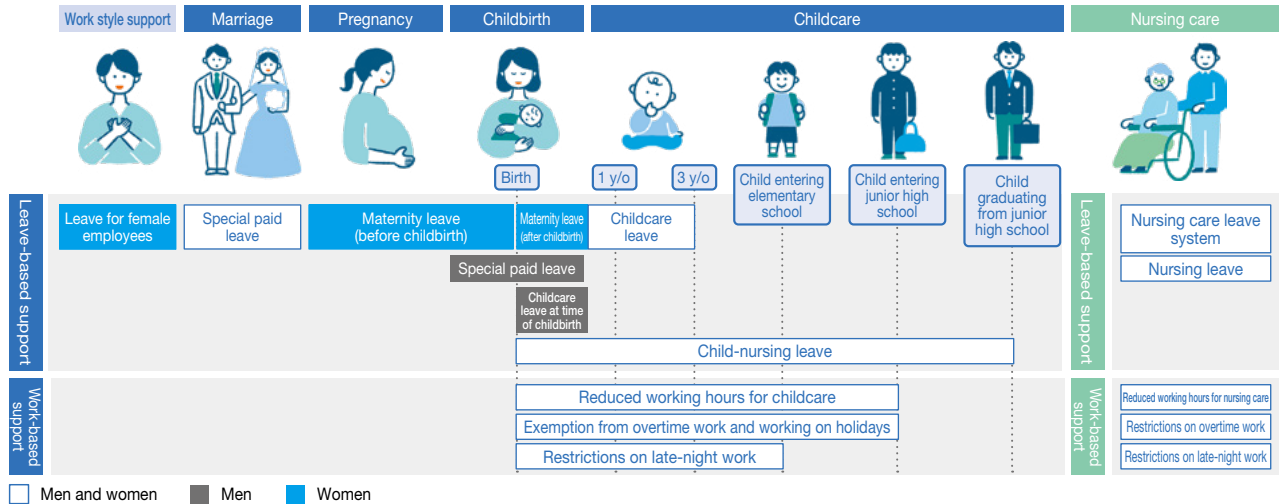 Work style support
Marriage
Pregnancy
Childbirth
Childcare
Nursing care
Birth
1 y/o
3 y/o
Child entering
elementary
school
Child entering
junior high
school
Child
graduating
from junior
high school
Leave-based support
Leave for female
employees
Special paid
leave
Maternity leave
(before childbirth)
Maternity leave
(after childbirth)
Childcare
leave
Special paid leave
Childcare
leave at time
of childbirth
Child-nursing leave
Leave-based support
Nursing care leave
system
Nursing leave
Work-based
support
Reduced working hours for childcare
Exemption from overtime work and working on holidays
Restrictions on late-night work
Work-based
support
Reduced working hours for nursing care
Restrictions on overtime work
Restrictions on late-night work
Men and women
Men
Women